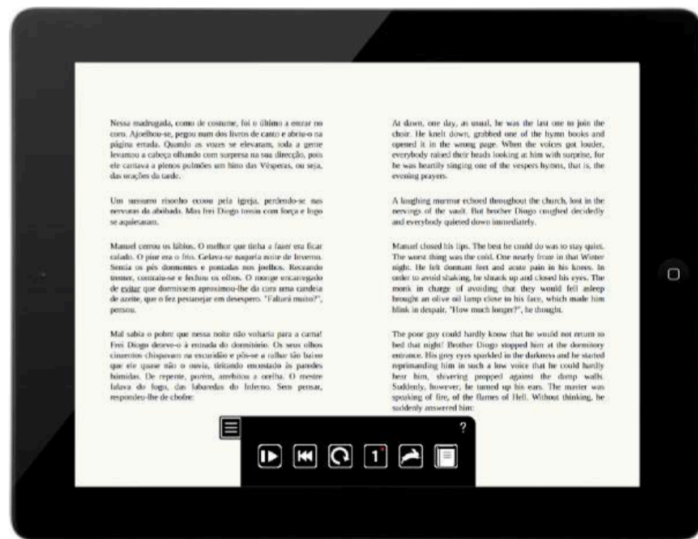 Nessa madrugada, como de costume, foi o último a entrar no
coro. Ajoelhou-se, pegou num dos livros de canto e abriu-o na
página errada. Quando as vozes se elevaram, toda a gente
levantou a cabeça olhando com surpresa na sua direcção, pois
ele cantava a plenos pulmões um hino das Vésperas, ou seja,
das orações da tarde.
Um sussurro risonho ecoou pela igreja, perdendo-se nas
nervuras da abóbada. Mas frei Diogo tossiu com força e logo
se aquietaram.
Manuel cerrou os lábios. O melhor que tinha a fazer era ficar
calado. O pior era o frio. Gelava-se naquela noite de Inverno.
Sentia os pés dormentes e pontadas nos joelhos. Receando
tremer, contraiu-se e fechou os olhos. O monge encarregado
de evitar que dormissem aproximou-lhe da cara uma candeia
de azeite, que o fez pestanejar em desespero. "Faltará muito?",
pensou.
Mal sabia o pobre que nessa noite não voltaria para a cama!
Frei Diogo deteve-o à entrada do dormitório. Os seus olhos
cinzentos chispavam na escuridão e pôs-se a ralhar tão baixo
que ele quase não o ouvia, tiritando encostado às paredes
húmidas. De repente, porém, arrebitou a orelha. O mestre
falava do fogo, das labaredas do Inferno. Sem pensar,
respondeu-lhe de chofre:
At dawn, one day, as usual, he was the last one to join the
choir. He knelt down, grabbed one of the hymn books and
opened it in the wrong page. When the voices got louder,
everybody raised their heads looking at him with surprise, for
he was heartily singing one of the vespers hymns, that is, the
evening prayers.
A laughing murmur echoed throughout the church, lost in the
nervings of the vault. But brother Diogo coughed decidedly
and everybody quieted down immediately.
Manuel closed his lips. The best he could do was to stay quiet.
The worst thing was the cold. One nearly froze in that Winter
night. He felt dormant feet and acute pain in his knees. In
order to avoid shaking, he shrank up and closed his eyes. The
monk in charge of avoiding that they would fell asleep
brought an olive oil lamp close to his face, which made him
blink in despair. "How much longer?", he thought.
The poor guy could hardly know that he would not return to
bed that night! Brother Diogo stopped him at the dormitory
entrance. His grey eyes sparkled in the darkness and he started
reprimanding him in such a low voice that he could hardly
hear him, shivering propped against the damp walls.
Suddenly, however, he turned up his ears. The master was
speaking of fire, of the flames of Hell. Without thinking, he
suddenly answered him:
?
1